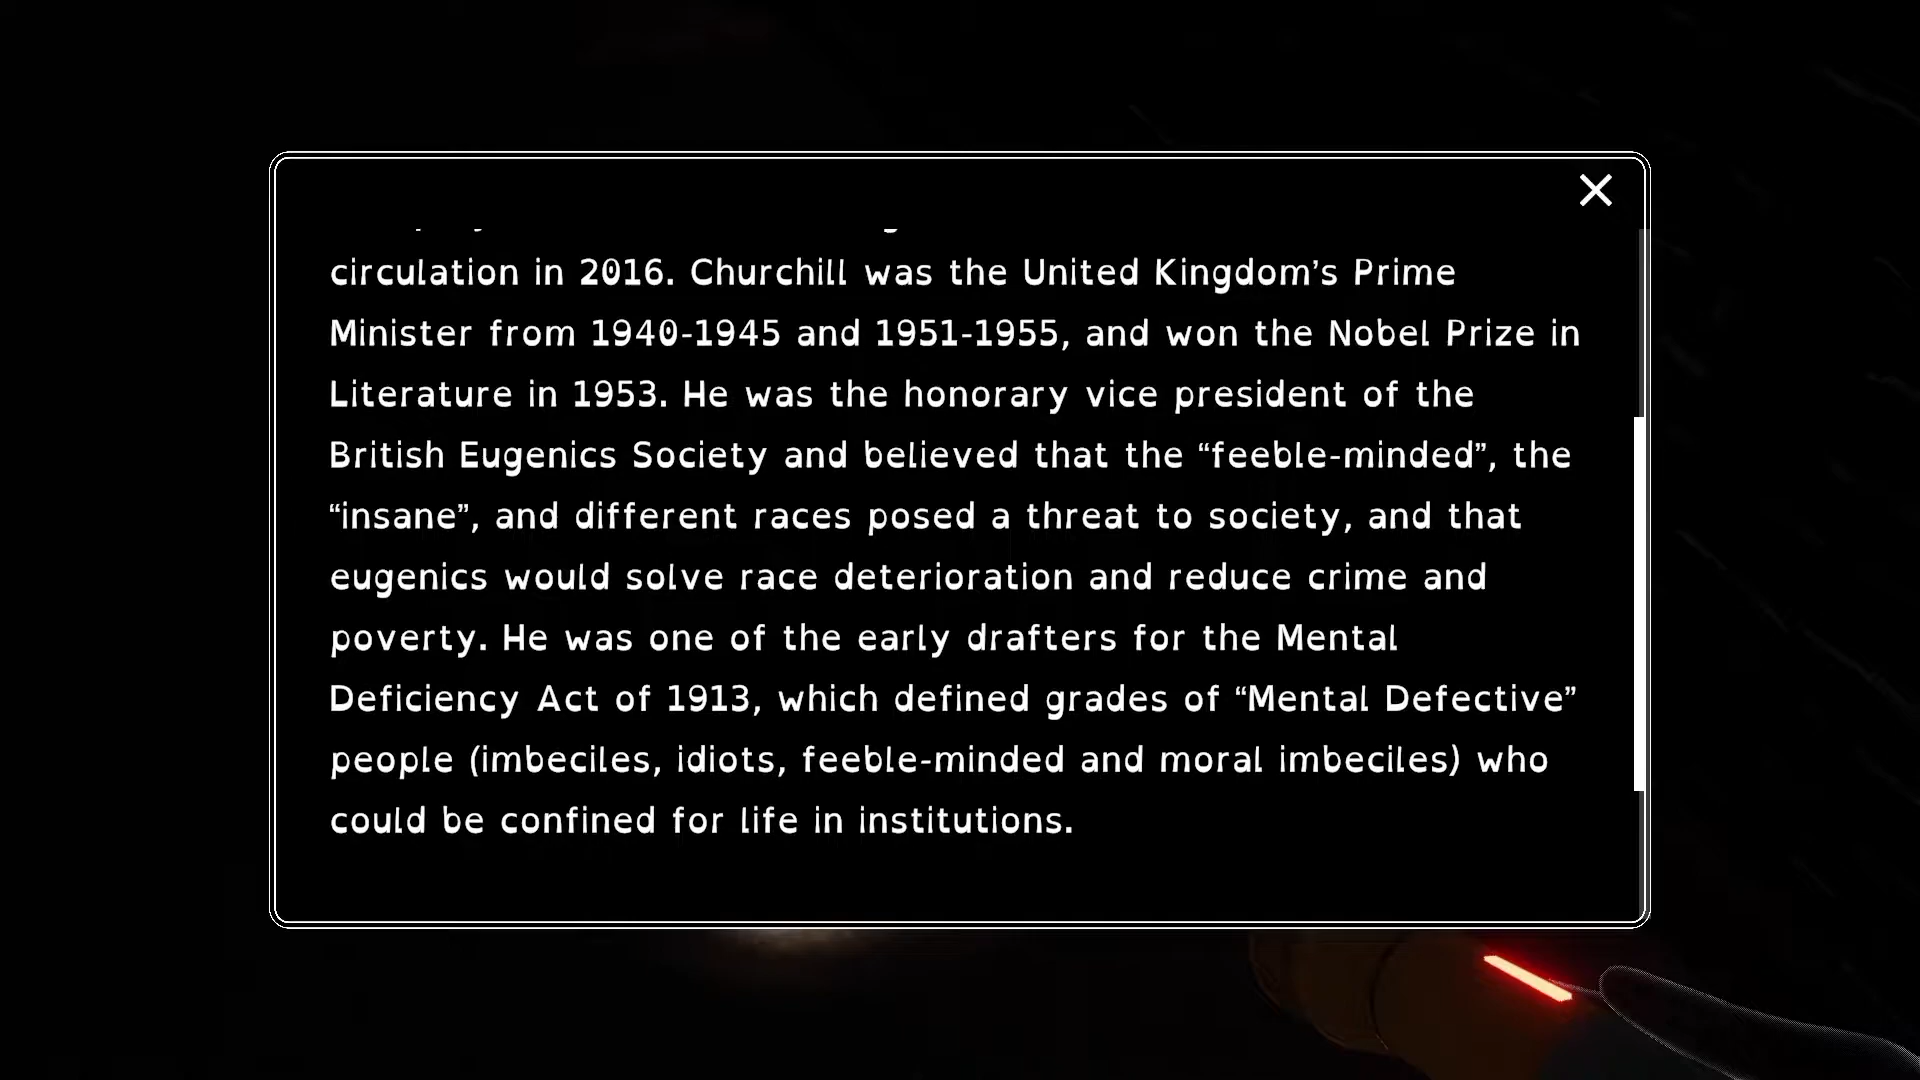 circulation in 2016. Churchill was the United Kingdom’s Prime
Minister from 1940-1945 and 1951-1955, and won the Nobel Prize in
Literature in 1953. He was the honorary vice president of the
British Eugenics Society and believed that the “feeble-minded”, the
“insane”, and different races posed a threat to society, and that
eugenics would solve race deterioration and reduce crime and
poverty. He was one of the early drafters for the Mental
Deficiency Act of 1913, which defined grades of “Mental Defective”
people (imbeciles, idiots, feeble-minded and moral imbeciles) who
could be confined for life in institutions.